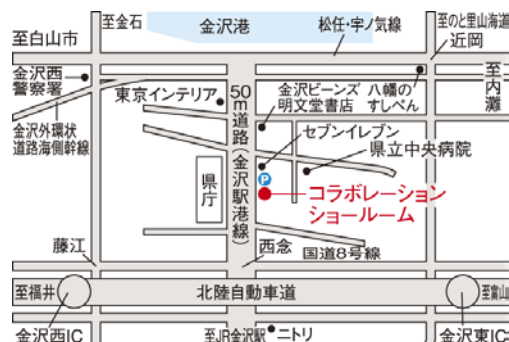 至金石
金沢港
松任・宇ノ気線
至のと里山海道
至白山市
近岡
金沢西
警察署
東京インテリア
50m道路(金沢駅港線)
金沢ビーンズ
明文堂書店
八幡の
すしべん
至内灘
金沢外環状
道路海側幹線
セブンイレブン
県立中央病院
県庁
P
コラボレーション
ショールーム
藤江
西念
国道8号線
至福井
北陸自動車道
至富山
金沢西IC
至JR金沢駅
ニトリ
金沢東IC